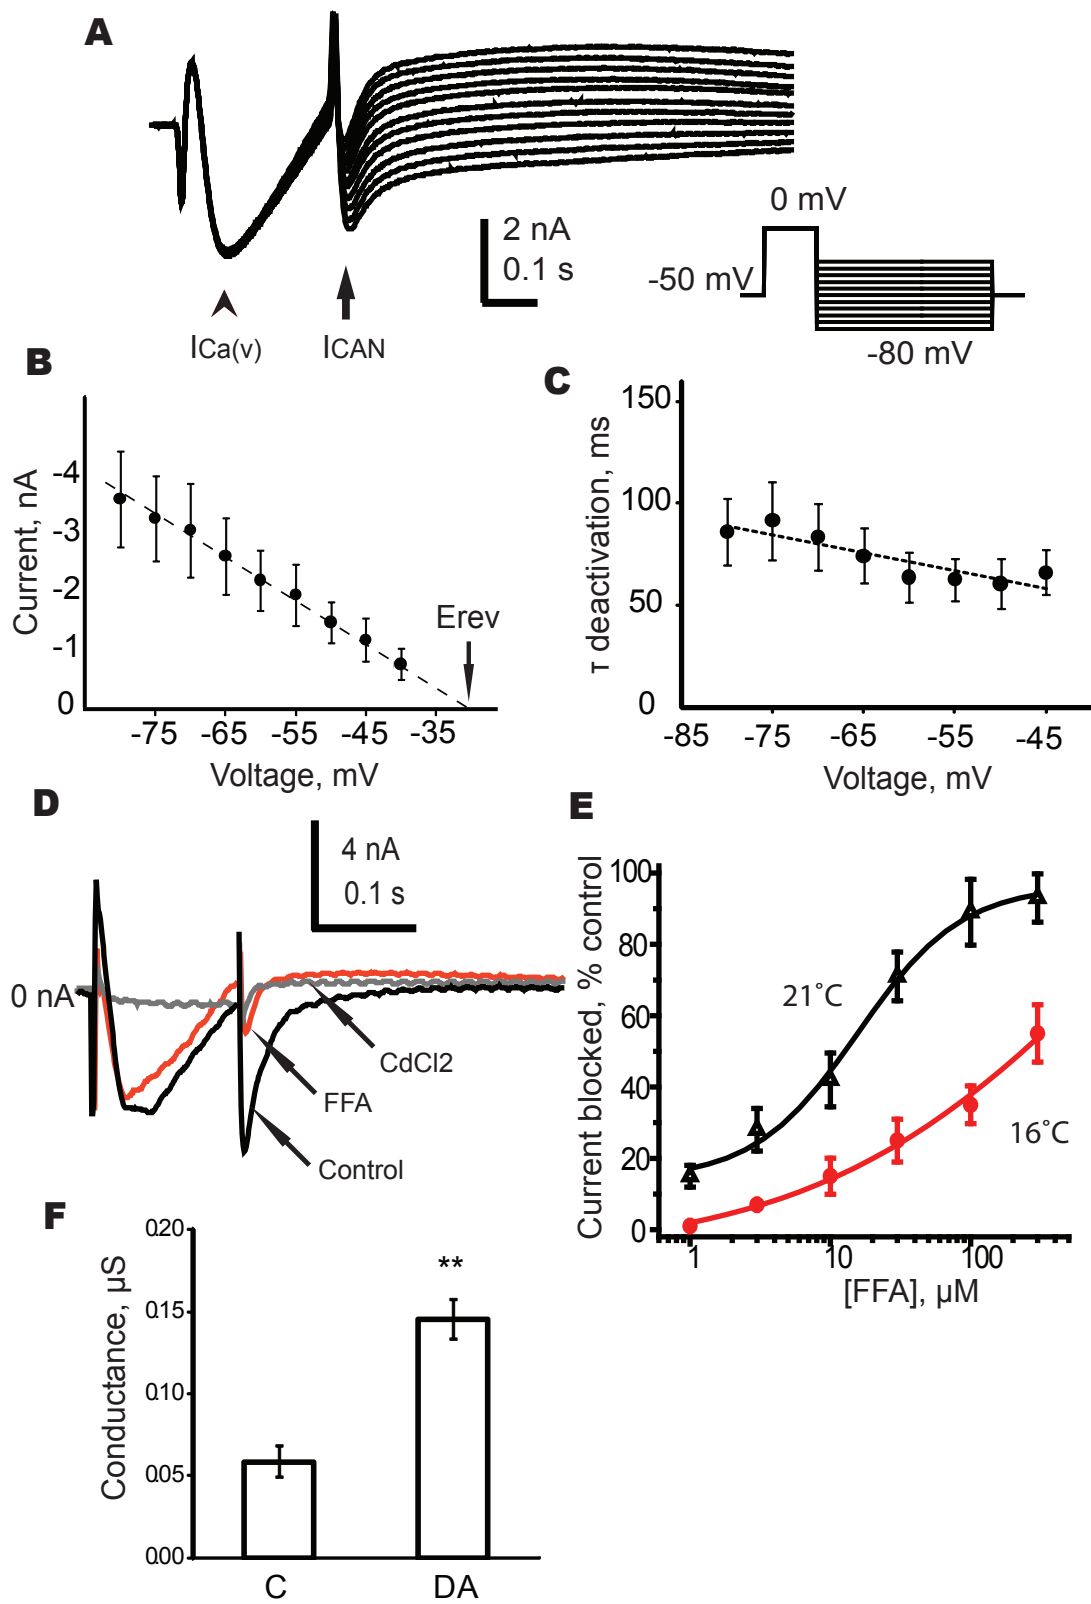 A
2 nA
0.1 s
0 mV
-50 mV
-80 mV
ICa(v)
ICAN
B
Current, nA
-4
-3
-2
-1
0
Erev
-75 -65 -55 -45 -35
Voltage, mV
C
τ deactivation, ms
150
100
50
0
-85 -75 -65 -55 -45
Voltage, mV
D
4 nA
0.1 s
0 nA
CdCl2
FFA
Control
E
Current blocked, % control
100
80
60
40
20
0
21˚C
16˚C
1 10 100
[FFA], µM
F
Conductance, µS
0.20
0.15
0.10
0.05
0.00
**
C DA